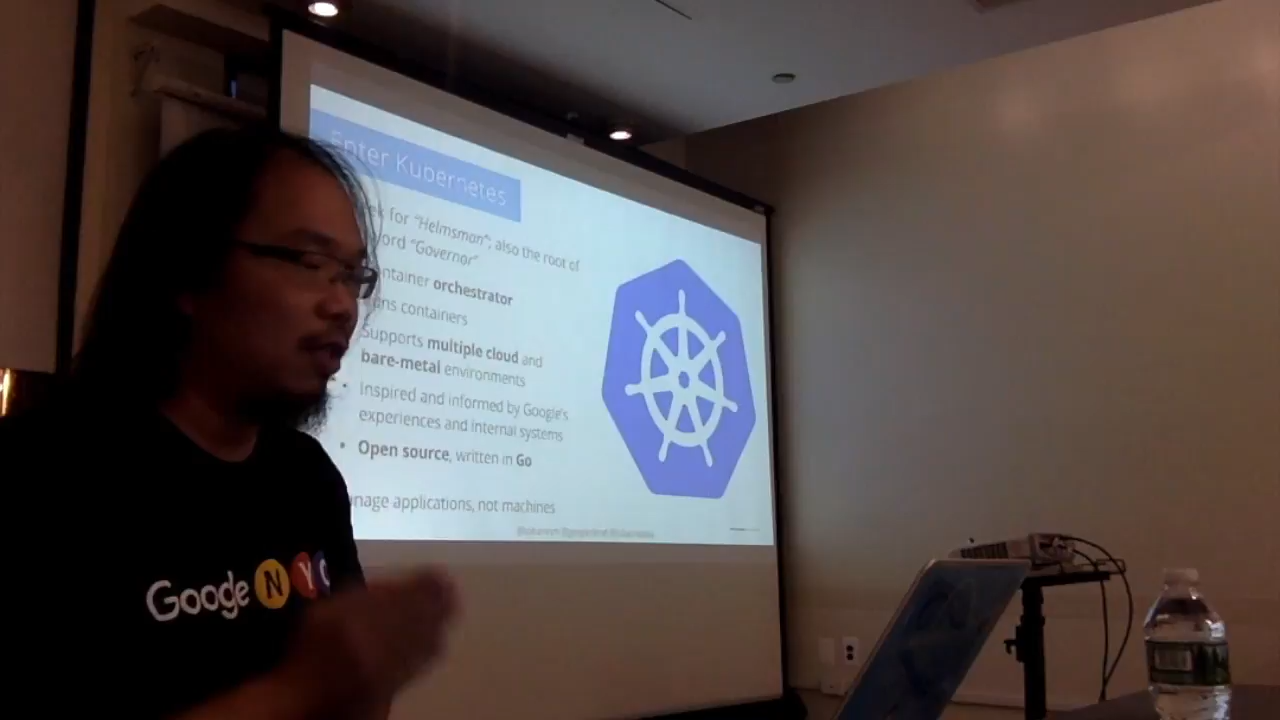 Enter Kubernetes
for "Helmsman"; also the root of
"Governor"
orchestrator
containers
Supports multiple cloud and
bare-metal environments
• Inspired and informed by Google's
experiences and internal systems
• Open source, written in Go
applications, not machines
Google NYC